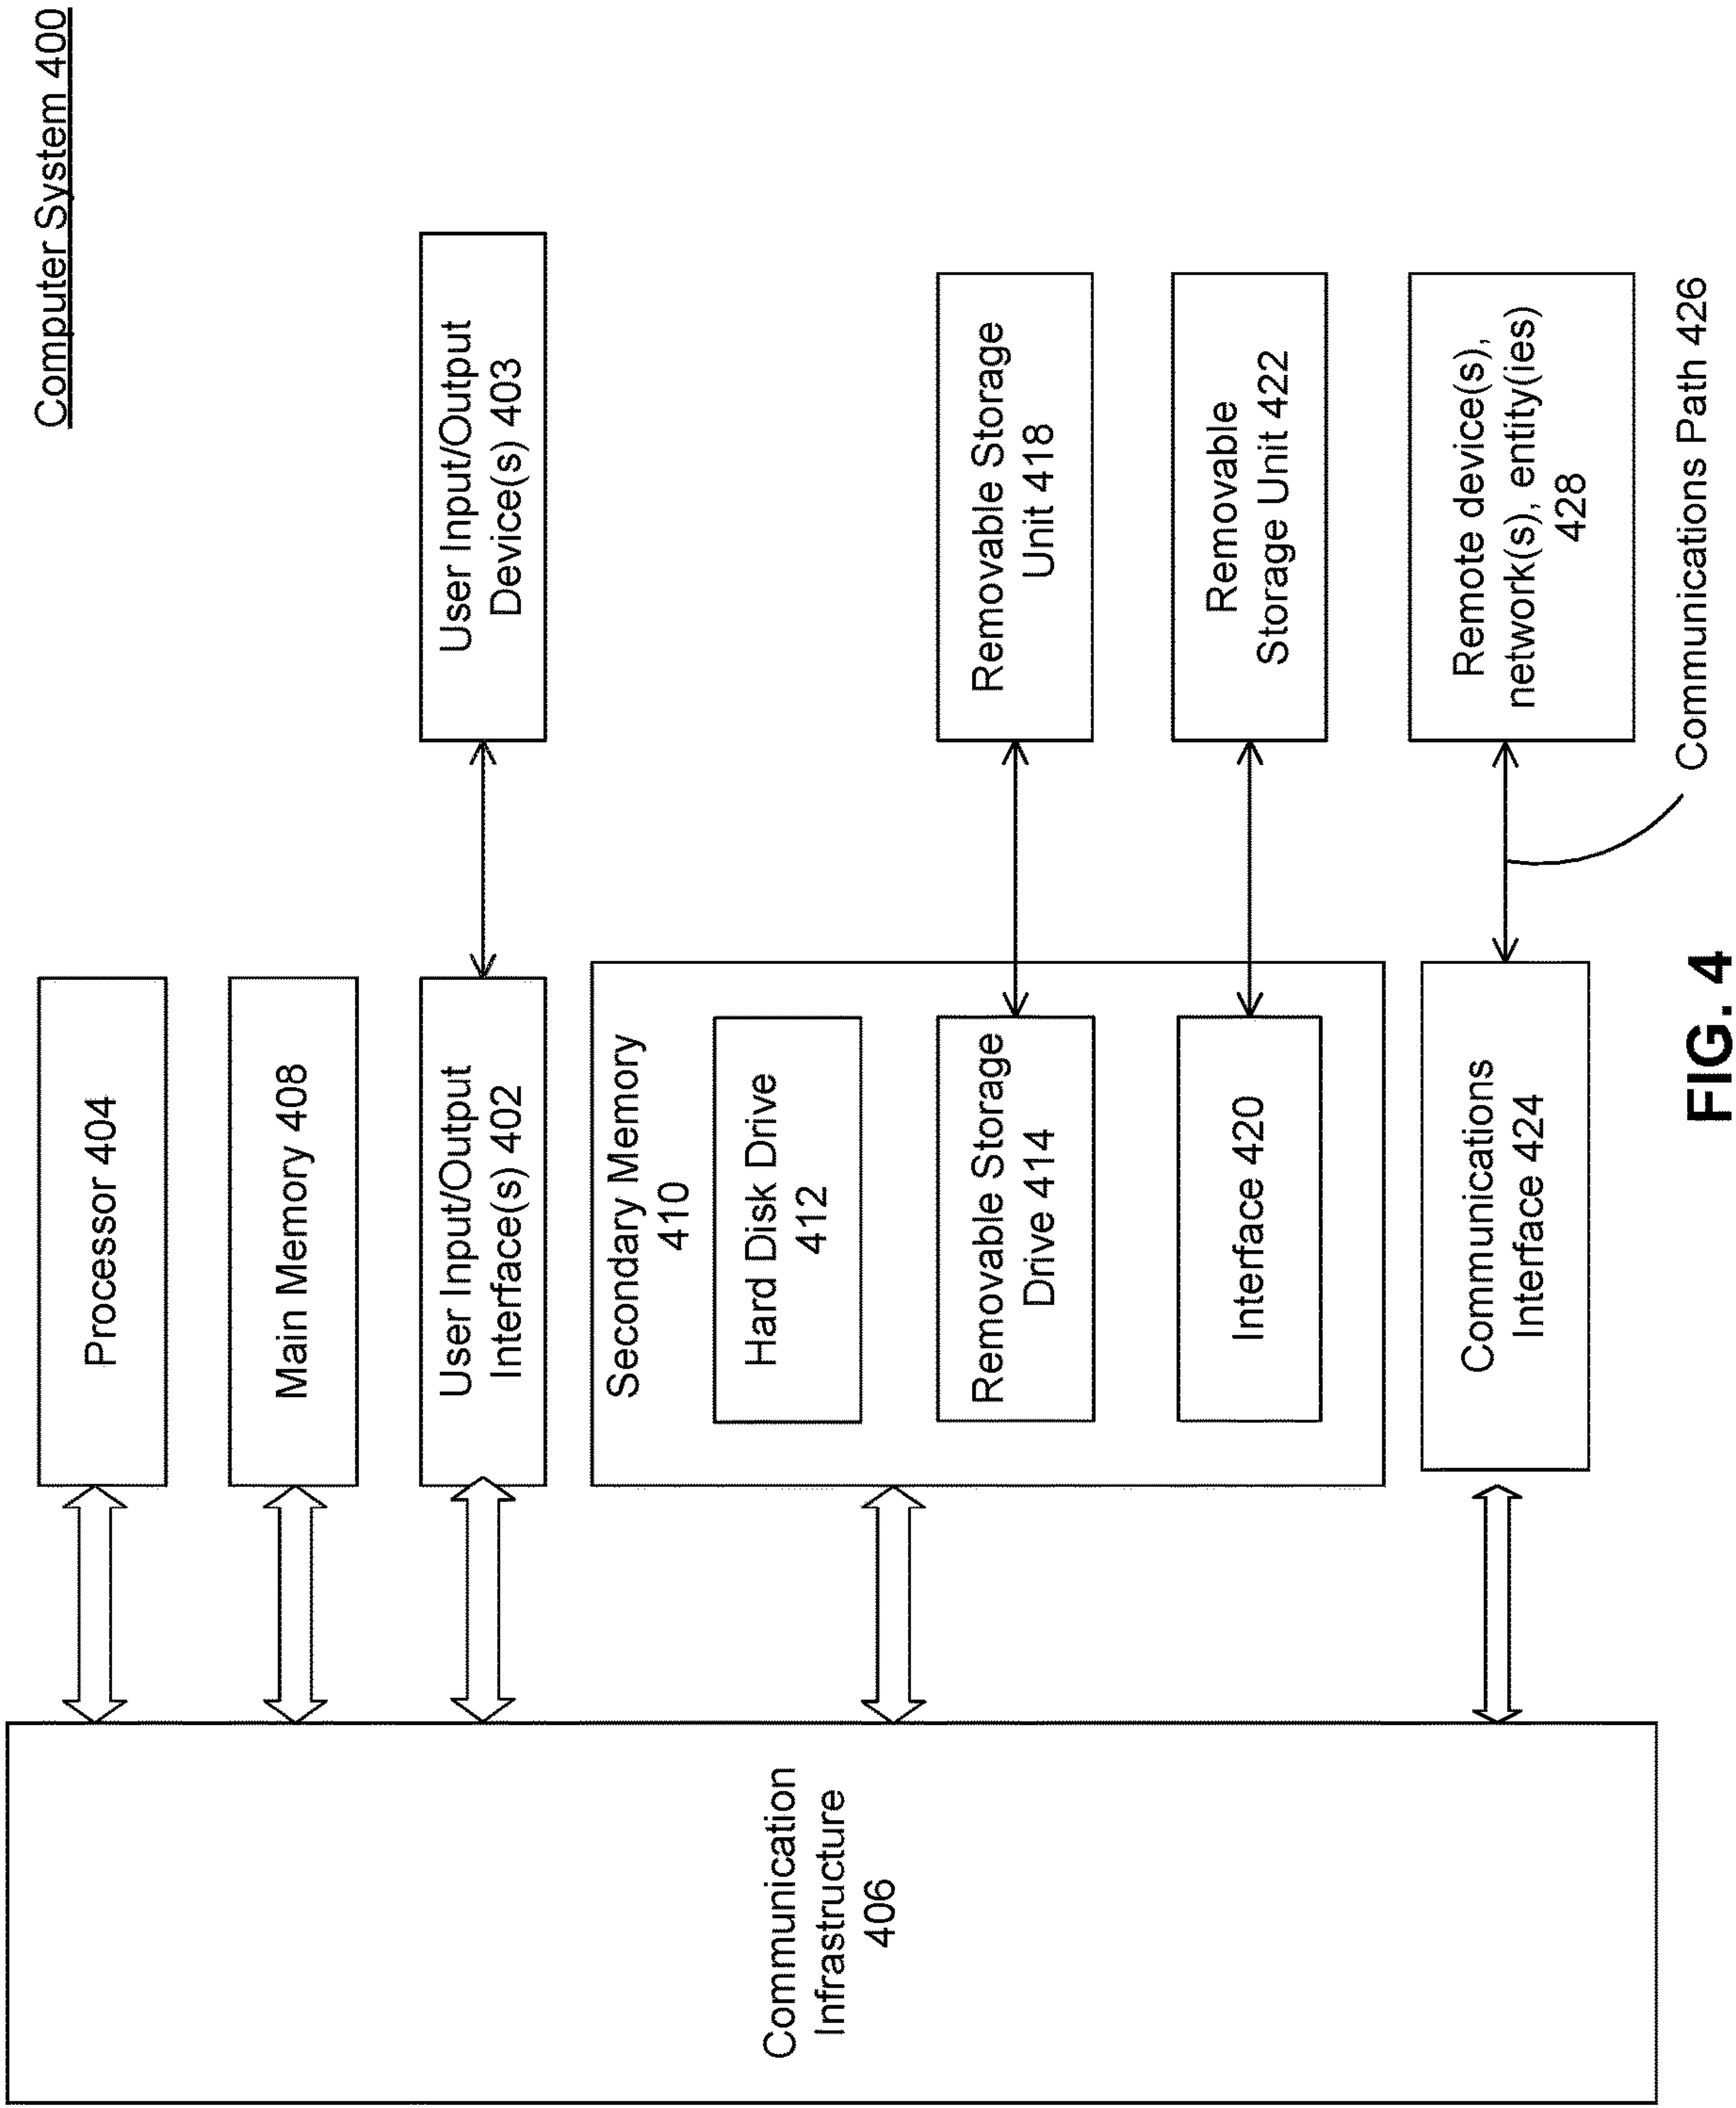 Computer System 400
Processor 404
Main Memory 408
User Input/Output
Interface(s) 402
User Input/Output
Device(s) 403
Secondary Memory
410
Hard Disk Drive
412
Removable Storage
Drive 414
Removable Storage
Unit 418
Interface 420
Removable
Storage Unit 422
Communications
Interface 424
Remote device(s),
network(s), entity(ies)
428
Communications Path 426
Communication
Infrastructure
406
FIG. 4